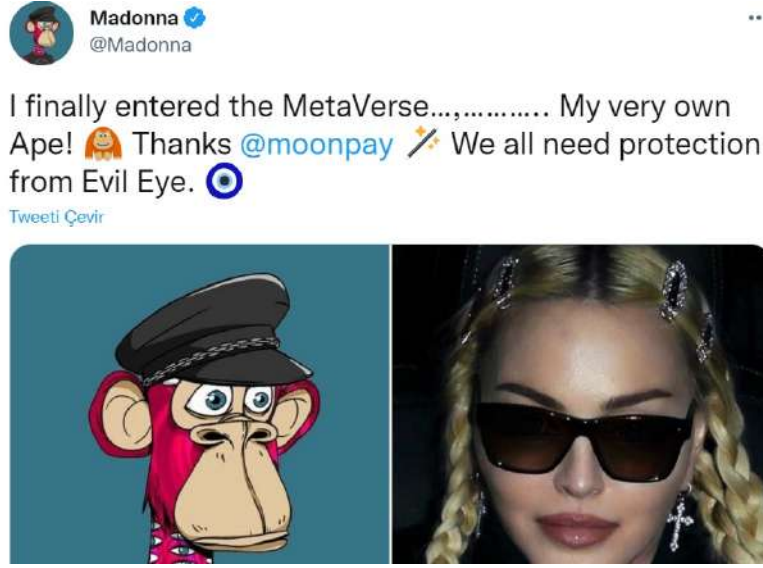 Madonna
@Madonna
I finally entered the MetaVerse...,.......... My very own
Ape! 🦧 Thanks @moonpay 🪄 We all need protection
from Evil Eye. 🧿
Tweeti Çevir